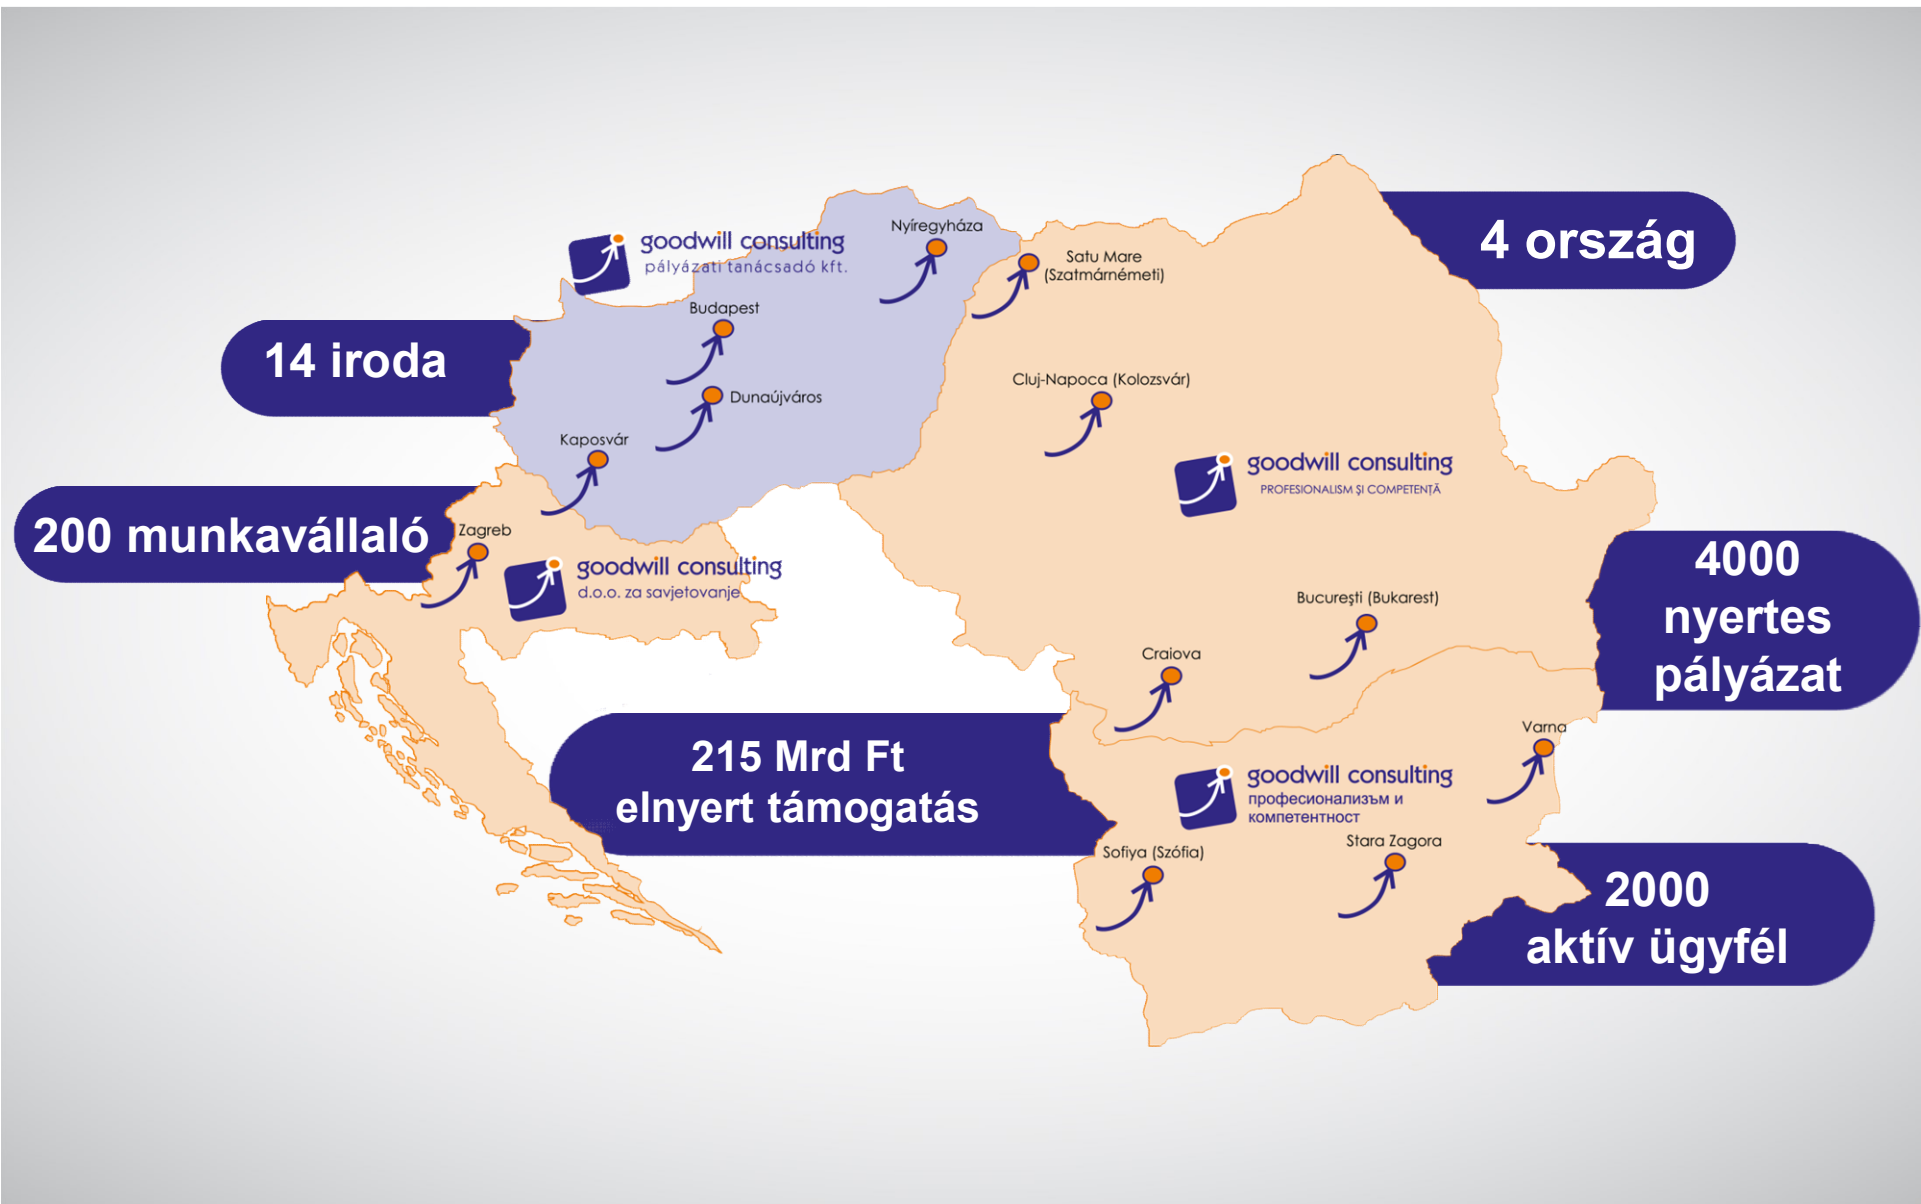 4 ország
goodwill consulting
pályázati tanácsadó kft.
Nyíregyháza
Satu Mare
(Szatmárnémeti)
Budapest
14 iroda
Cluj-Napoca (Kolozsvár)
Dunaújváros
Kaposvár
goodwill consulting
PROFESIONALISM ŞI COMPETENŢĂ
200 munkavállaló
Zagreb
goodwill consulting
d.o.o. za savjetovanje
4000
nyertes
pályázat
Bucureşti (Bukarest)
Craiova
Varna
215 Mrd Ft
elnyert támogatás
goodwill consulting
професионализъм и
компетентност
Sofiya (Szófia)
Stara Zagora
2000
aktív ügyfél